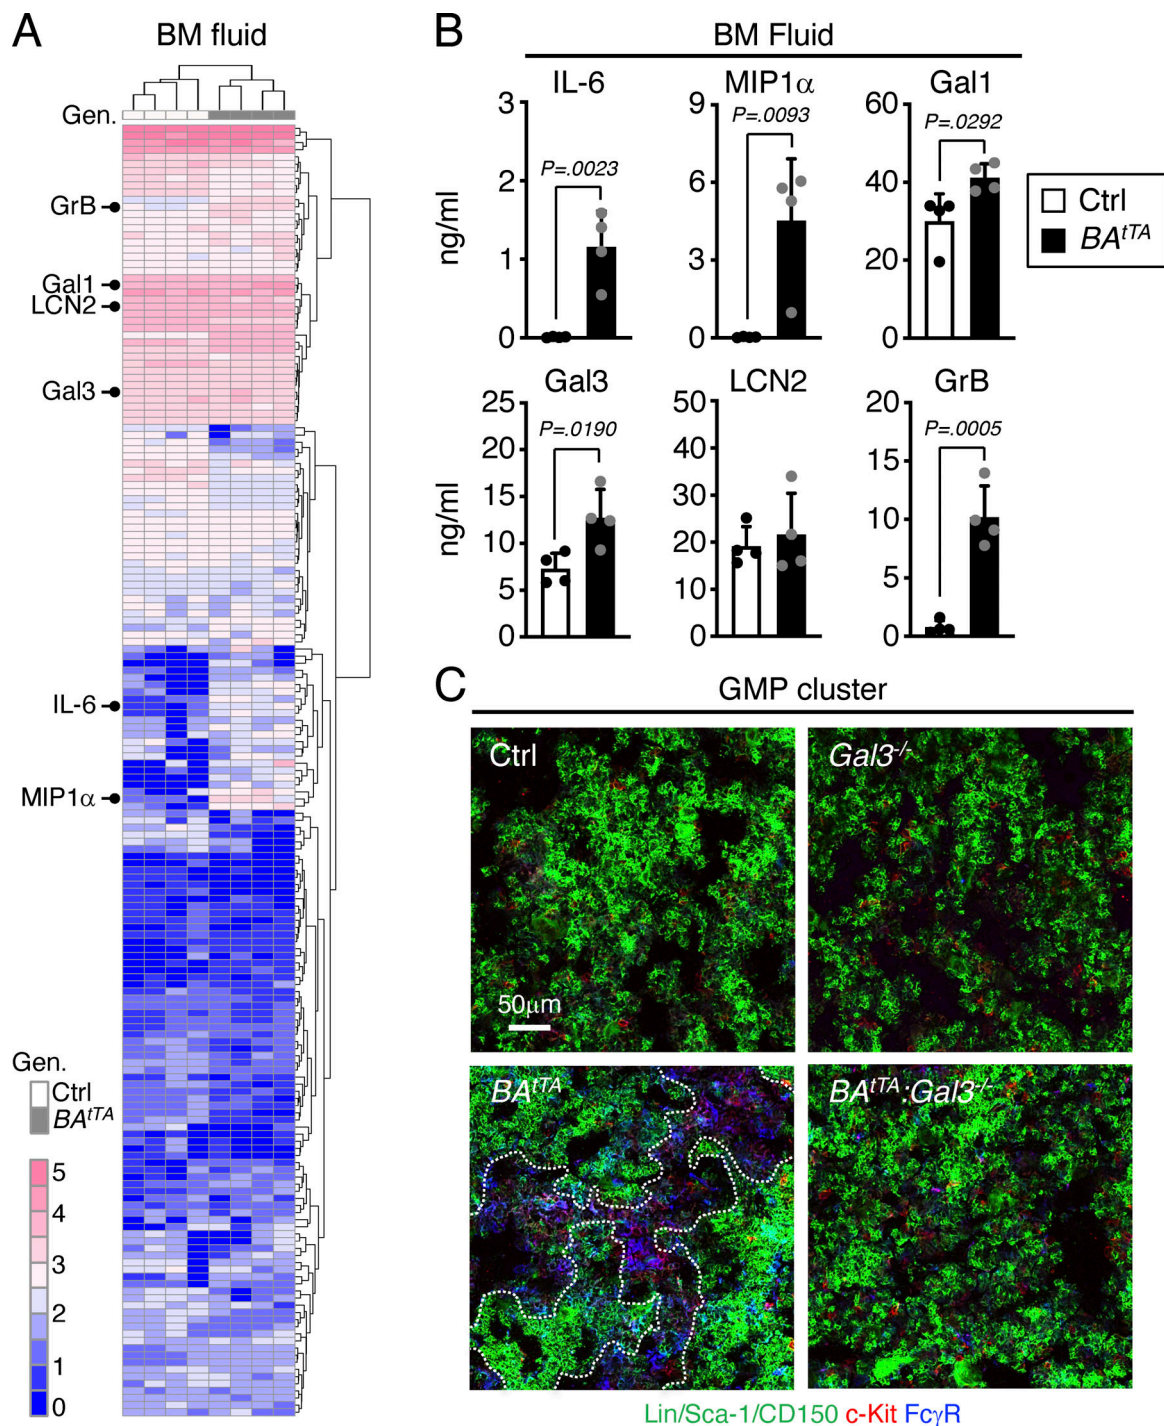 A
BM fluid
Gen.
GrB
Gal1
LCN2
Gal3
IL-6
MIP1α
Gen.
Ctrl
BAtTA
5
4
3
2
1
0
B
BM Fluid
IL-6
MIP1α
Gal1
ng/ml
3
2
1
0
P=.0023
9
6
3
0
P=.0093
60
40
20
0
P=.0292
Ctrl
BAtTA
Gal3
LCN2
GrB
ng/ml
25
20
15
10
5
0
P=.0190
50
40
30
20
10
0
20
15
10
5
0
P=.0005
C
GMP cluster
Ctrl
Gal3-/-
50μm
BAtTA
BAtTA:Gal3-/-
Lin/Sca-1/CD150 c-Kit FcγR